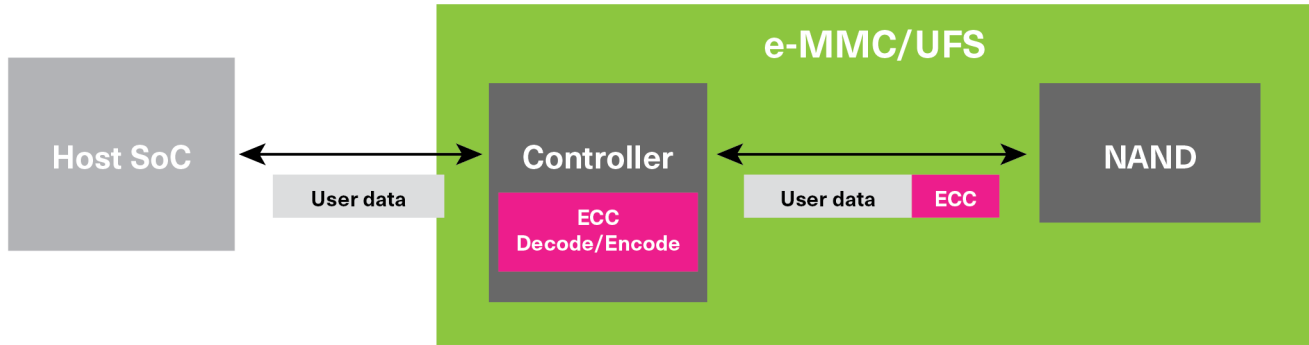 e-MMC/UFS
Host SoC
Controller
NAND
User data
User data
ECC
ECC
Decode/Encode